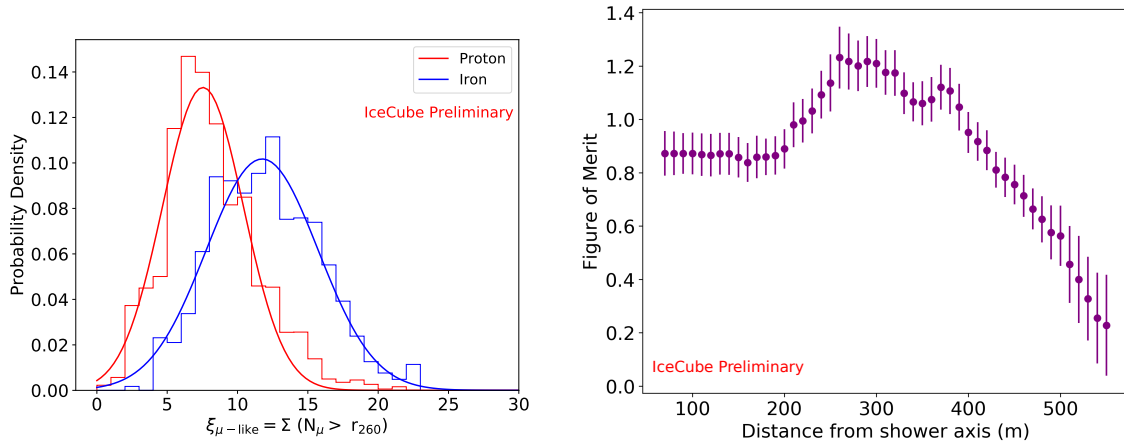 Proton
Iron
IceCube Preliminary
Probability Density
0.14
0.12
0.10
0.08
0.06
0.04
0.02
0.00
0 5 10 15 20 25 30
ξμ−like = Σ (Nμ > r260)
Figure of Merit
1.4
1.2
1.0
0.8
0.6
0.4
0.2
0.0
IceCube Preliminary
100 200 300 400 500
Distance from shower axis (m)